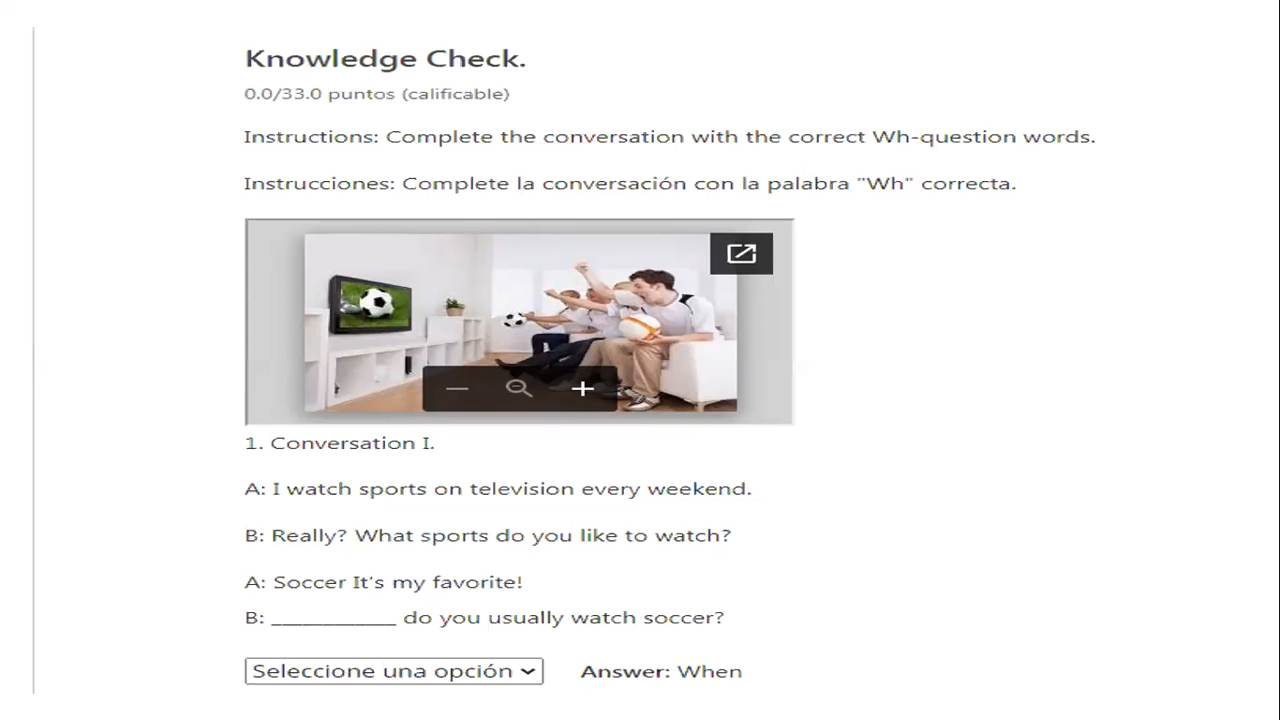 Knowledge Check.
0.0/33.0 puntos (calificable)
Instructions: Complete the conversation with the correct Wh-question words.
Instrucciones: Complete la conversación con la palabra "Wh" correcta.
1. Conversation I.
A: I watch sports on television every weekend.
B: Really? What sports do you like to watch?
A: Soccer It's my favorite!
B: ____________ do you usually watch soccer?
Seleccione una opción Answer: When